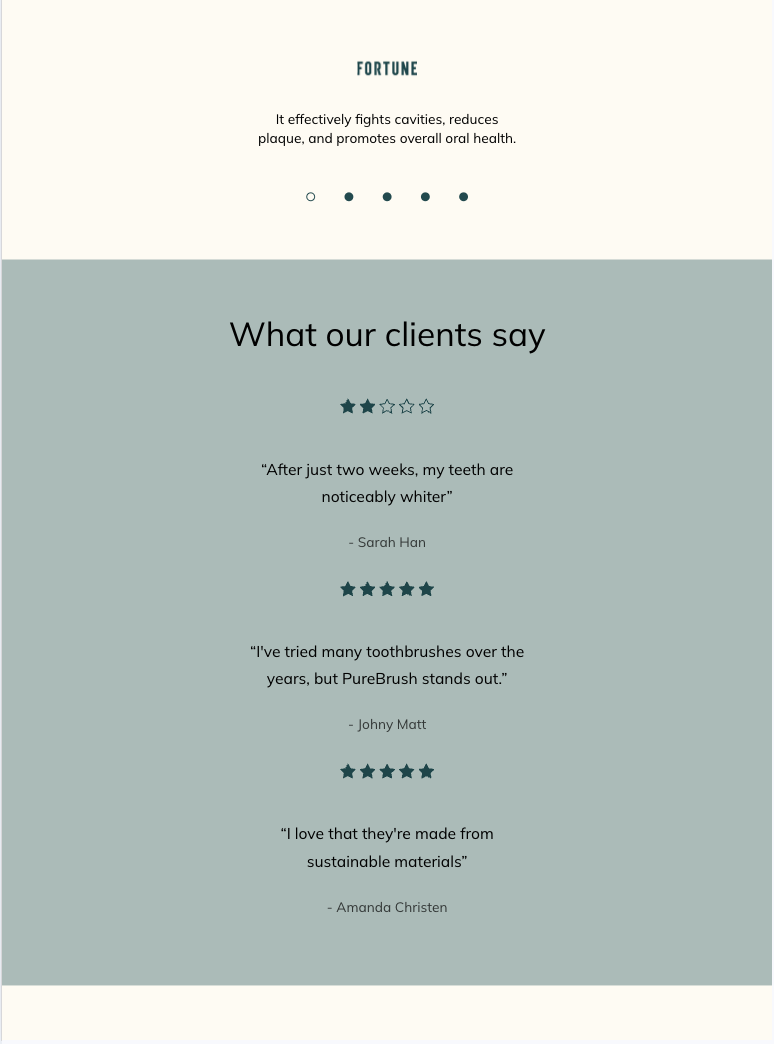 FORTUNE
It effectively fights cavities, reduces
plaque, and promotes overall oral health.
What our clients say
“After just two weeks, my teeth are
noticeably whiter”
- Sarah Han
“I've tried many toothbrushes over the
years, but PureBrush stands out.”
- Johny Matt
“I love that they're made from
sustainable materials”
- Amanda Christen